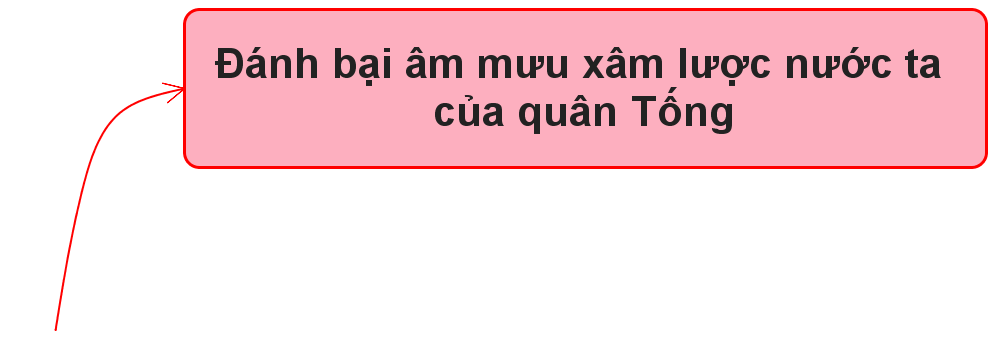 Đánh bại âm mưu xâm lược nước ta
của quân Tống